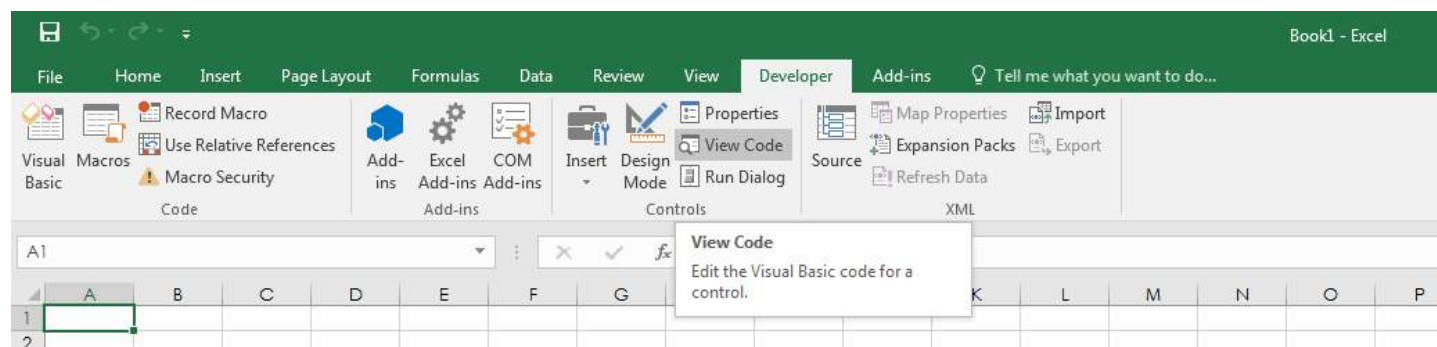 Book1 - Excel
File Home Insert Page Layout Formulas Data Review View Developer Add-ins Tell me what you want to do...
Visual Basic
Macros
Record Macro
Use Relative References
Macro Security
Code
Add-ins
Excel Add-ins
COM Add-ins
Add-ins
Insert
Design Mode
Properties
View Code
Run Dialog
Controls
Source
Map Properties
Expansion Packs
Refresh Data
Import
Export
XML
A1
fx
View Code
Edit the Visual Basic code for a
control.
A B C D E F G K L M N O P
1
2